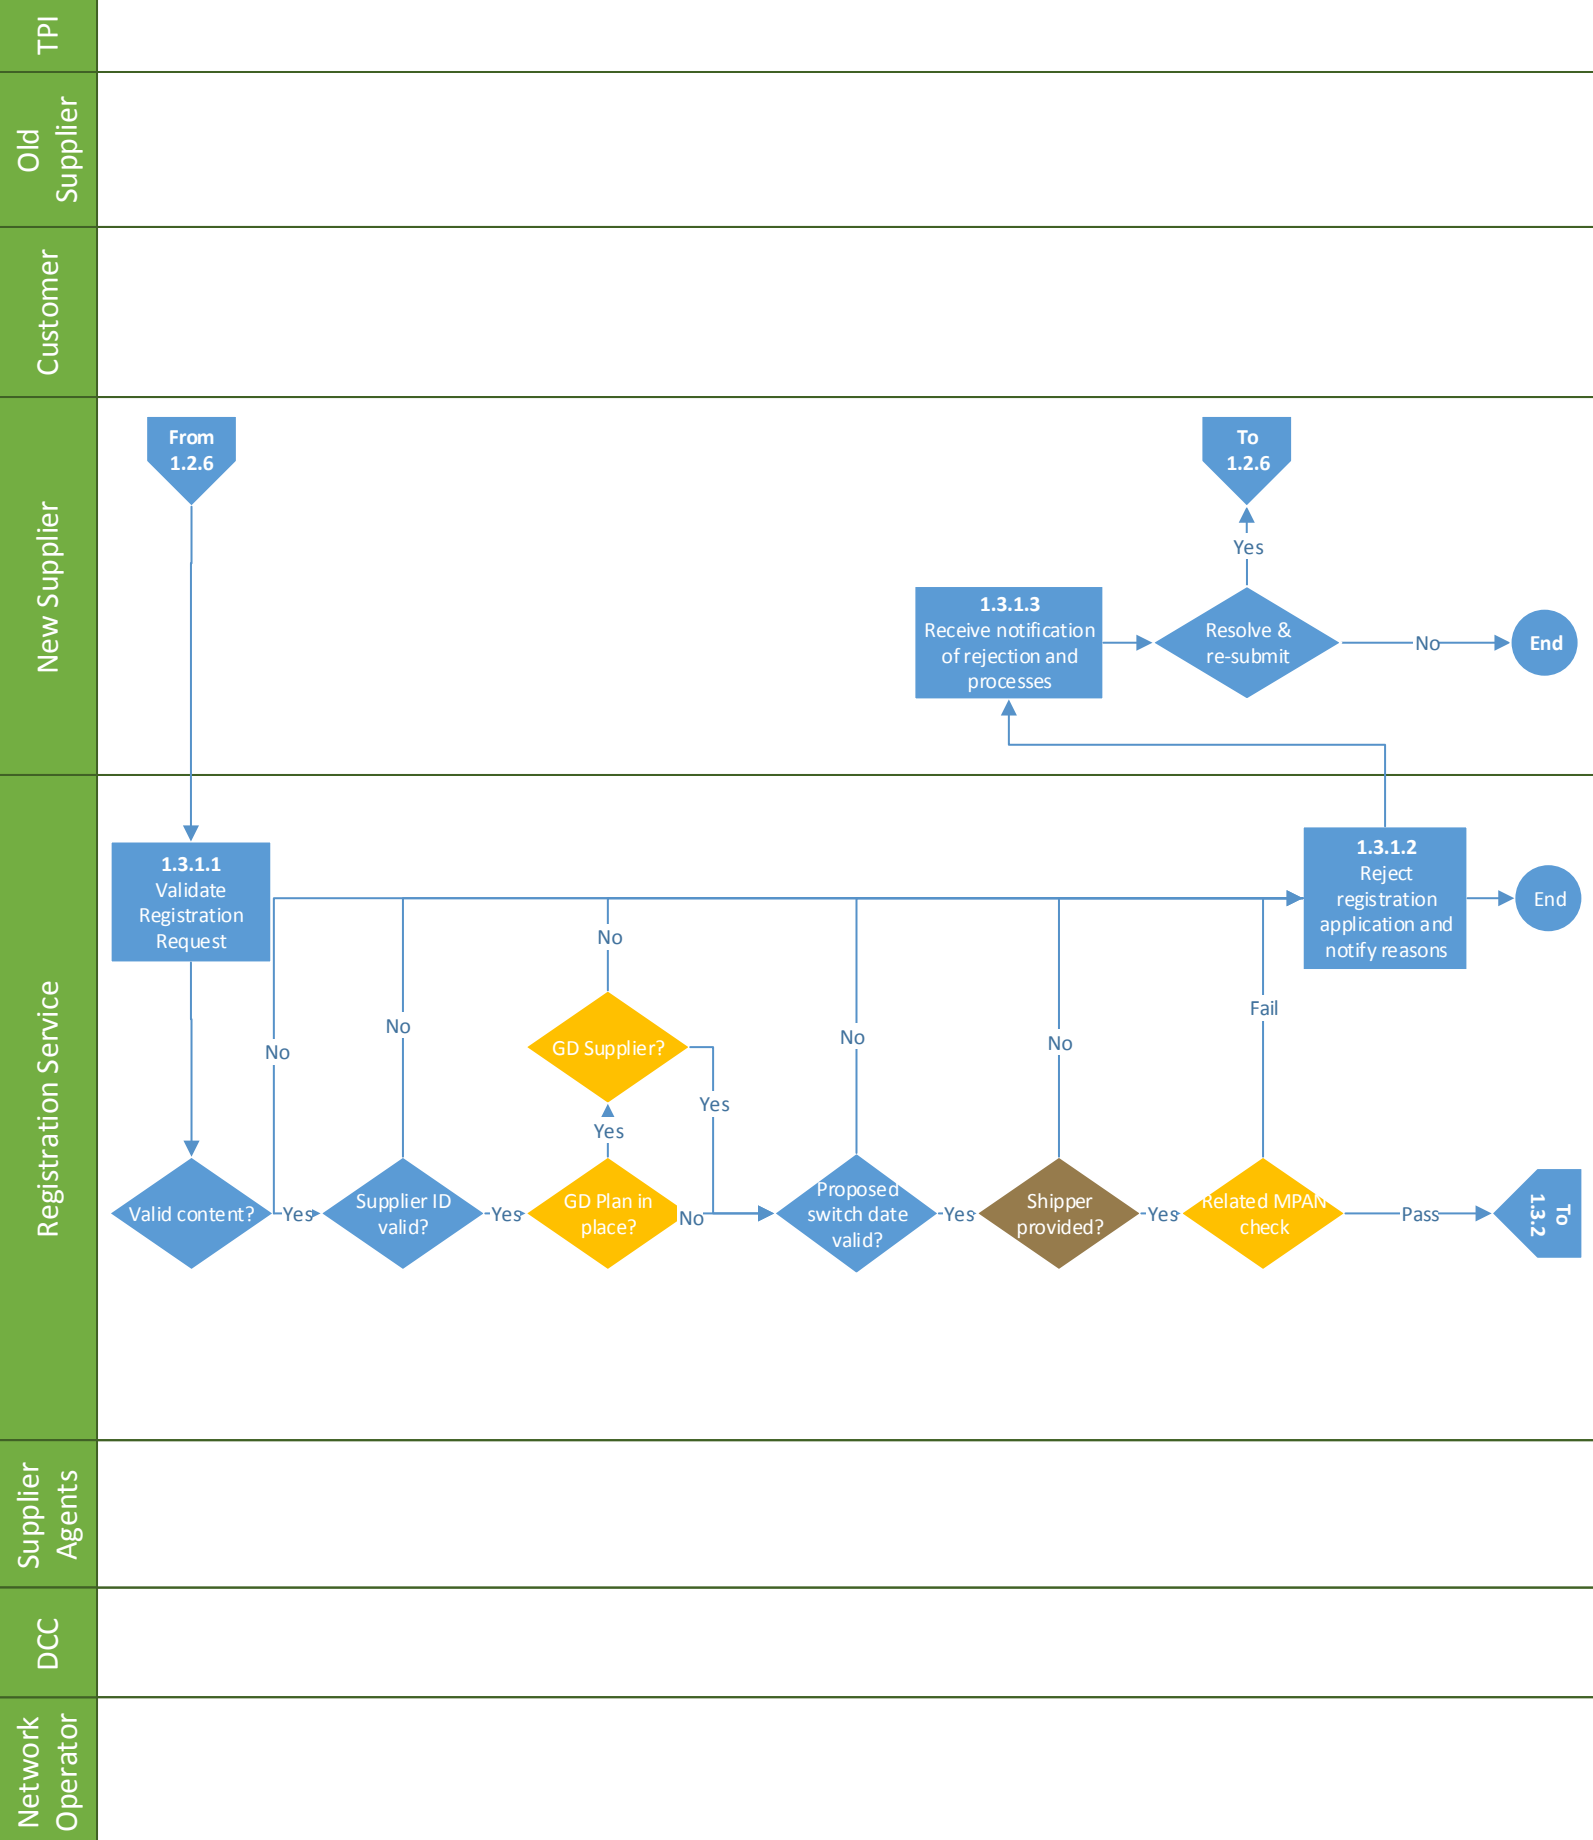 TPI
Old
Supplier
Customer
New Supplier
From
1.2.6
To
1.2.6
Yes
1.3.1.3
Receive notification
of rejection and
processes
Resolve &
re-submit
No
End
Registration Service
1.3.1.1
Validate
Registration
Request
1.3.1.2
Reject
registration
application and
notify reasons
End
No
No
No
No
No
Fail
GD Supplier?
Yes
Yes
Valid content?
Yes
Supplier ID
valid?
Yes
GD Plan in
place?
No
Proposed
switch date
valid?
Yes
Shipper
provided?
Yes
Related MPAN
check
Pass
To
1.3.2
Supplier
Agents
DCC
Network
Operator